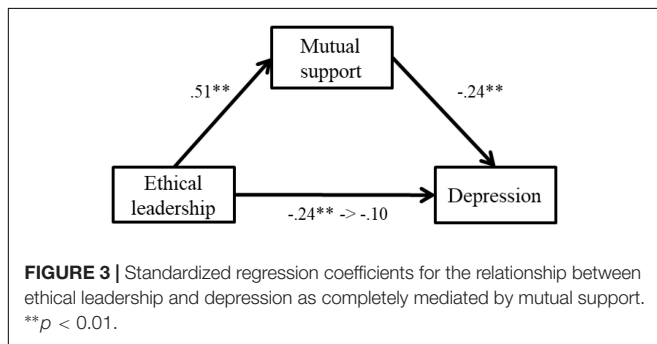 Mutual
support
.51**
-.24**
Ethical
leadership
Depression
-.24** -> -.10
FIGURE 3 | Standardized regression coefficients for the relationship between
ethical leadership and depression as completely mediated by mutual support.
**p < 0.01.